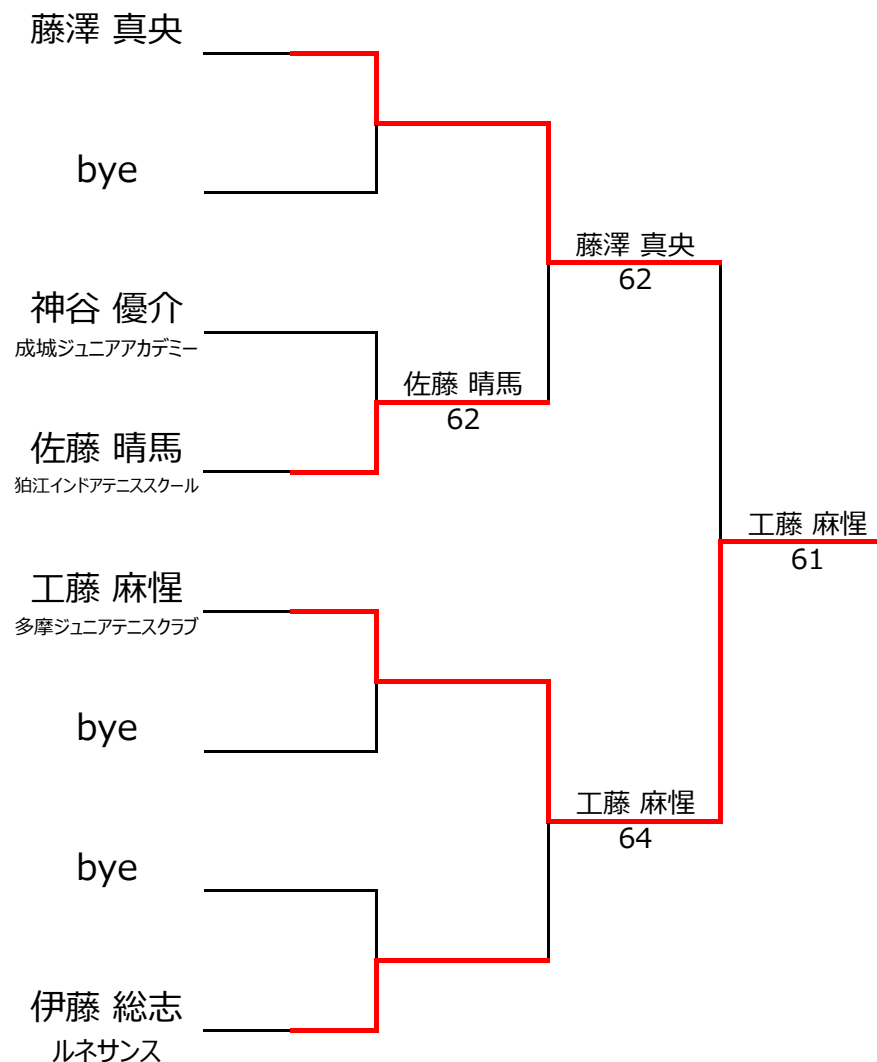 藤澤 真央
bye
藤澤 真央
62
神谷 優介
成城ジュニアアカデミー
佐藤 晴馬
62
佐藤 晴馬
狛江インドアテニススクール
工藤 麻惺
61
工藤 麻惺
多摩ジュニアテニスクラブ
bye
工藤 麻惺
64
bye
伊藤 総志
ルネサンス